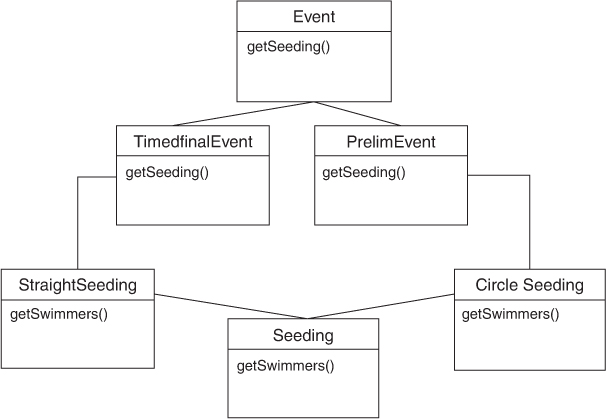 Event
getSeeding()
TimedfinalEvent
getSeeding()
PrelimEvent
getSeeding()
StraightSeeding
getSwimmers()
Circle Seeding
getSwimmers()
Seeding
getSwimmers()